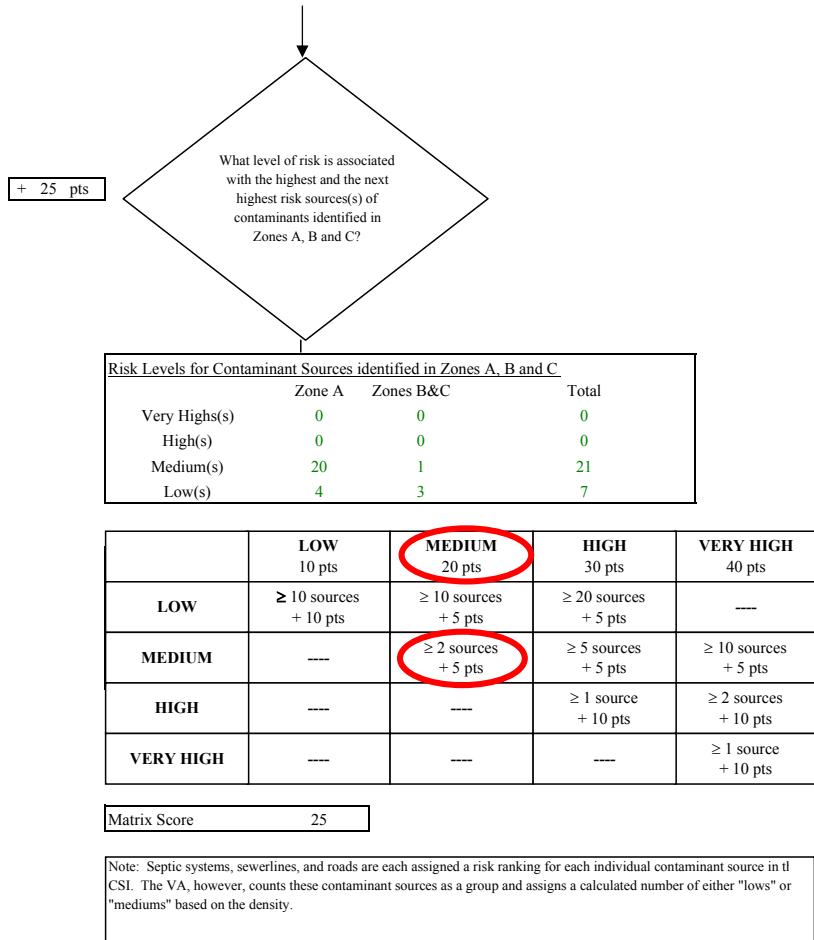 What level of risk is associated
with the highest and the next
highest risk sources(s) of
contaminants identified in
Zones A, B and C?
+ 25 pts
Risk Levels for Contaminant Sources identified in Zones A, B and C
Zone A Zones B&C Total
Very Highs(s) 0 0 0
High(s) 0 0 0
Medium(s) 20 1 21
Low(s) 4 3 7
LOW MEDIUM HIGH VERY HIGH
10 pts 20 pts 30 pts 40 pts
LOW ≥ 10 sources ≥ 10 sources ≥ 20 sources ----
+ 10 pts + 5 pts + 5 pts
MEDIUM ---- ≥ 2 sources ≥ 5 sources ≥ 10 sources
+ 5 pts + 5 pts + 5 pts
HIGH ---- ---- ≥ 1 source ≥ 2 sources
+ 10 pts + 10 pts
VERY HIGH ---- ---- ---- ≥ 1 source
+ 10 pts
Matrix Score 25
Note: Septic systems, sewerlines, and roads are each assigned a risk ranking for each individual contaminant source in
CSI. The VA, however, counts these contaminant sources as a group and assigns a calculated number of either "lows" or
"mediums" based on the density.